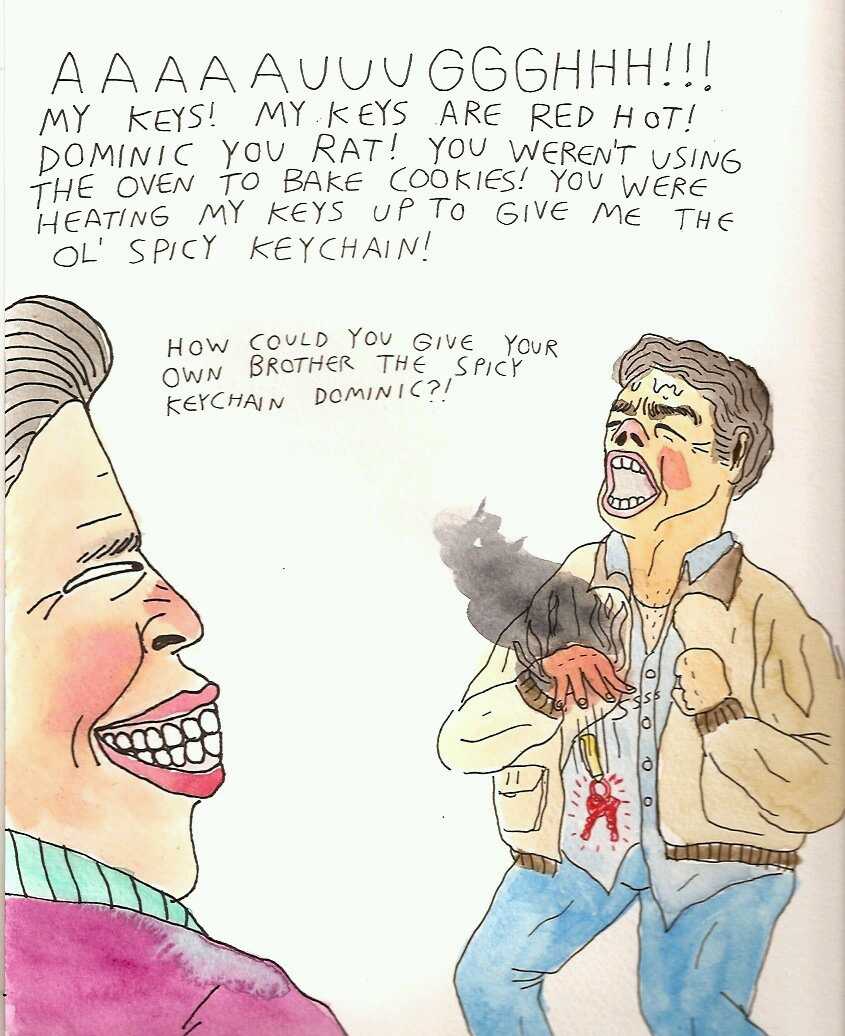 AAAAAUUUGGGHHH!!!
MY KEYS! MY KEYS ARE RED HOT!
DOMINIC YOU RAT! YOU WEREN'T USING
THE OVEN TO BAKE COOKIES! YOU WERE
HEATING MY KEYS UP TO GIVE ME THE
OL' SPICY KEYCHAIN!
HOW COULD YOU GIVE YOUR
OWN BROTHER THE SPICY
KEYCHAIN DOMINIC?!
SSSS